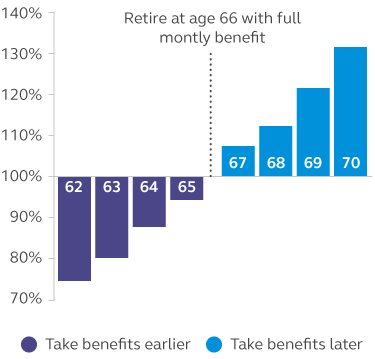 140%
Retire at age 66 with full
montly benefit
130%
120%
110%
100%
62 63 64 65
67 68 69 70
90%
80%
70%
Take benefits earlier Take benefits later